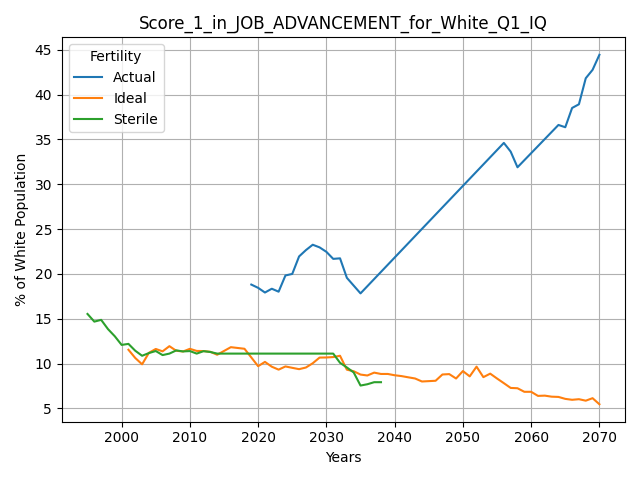 Score_1_in_JOB_ADVANCEMENT_for_White_Q1_IQ
Fertility
Actual
Ideal
Sterile
% of White Population
45
40
35
30
25
20
15
10
5
2000 2010 2020 2030 2040 2050 2060 2070
Years